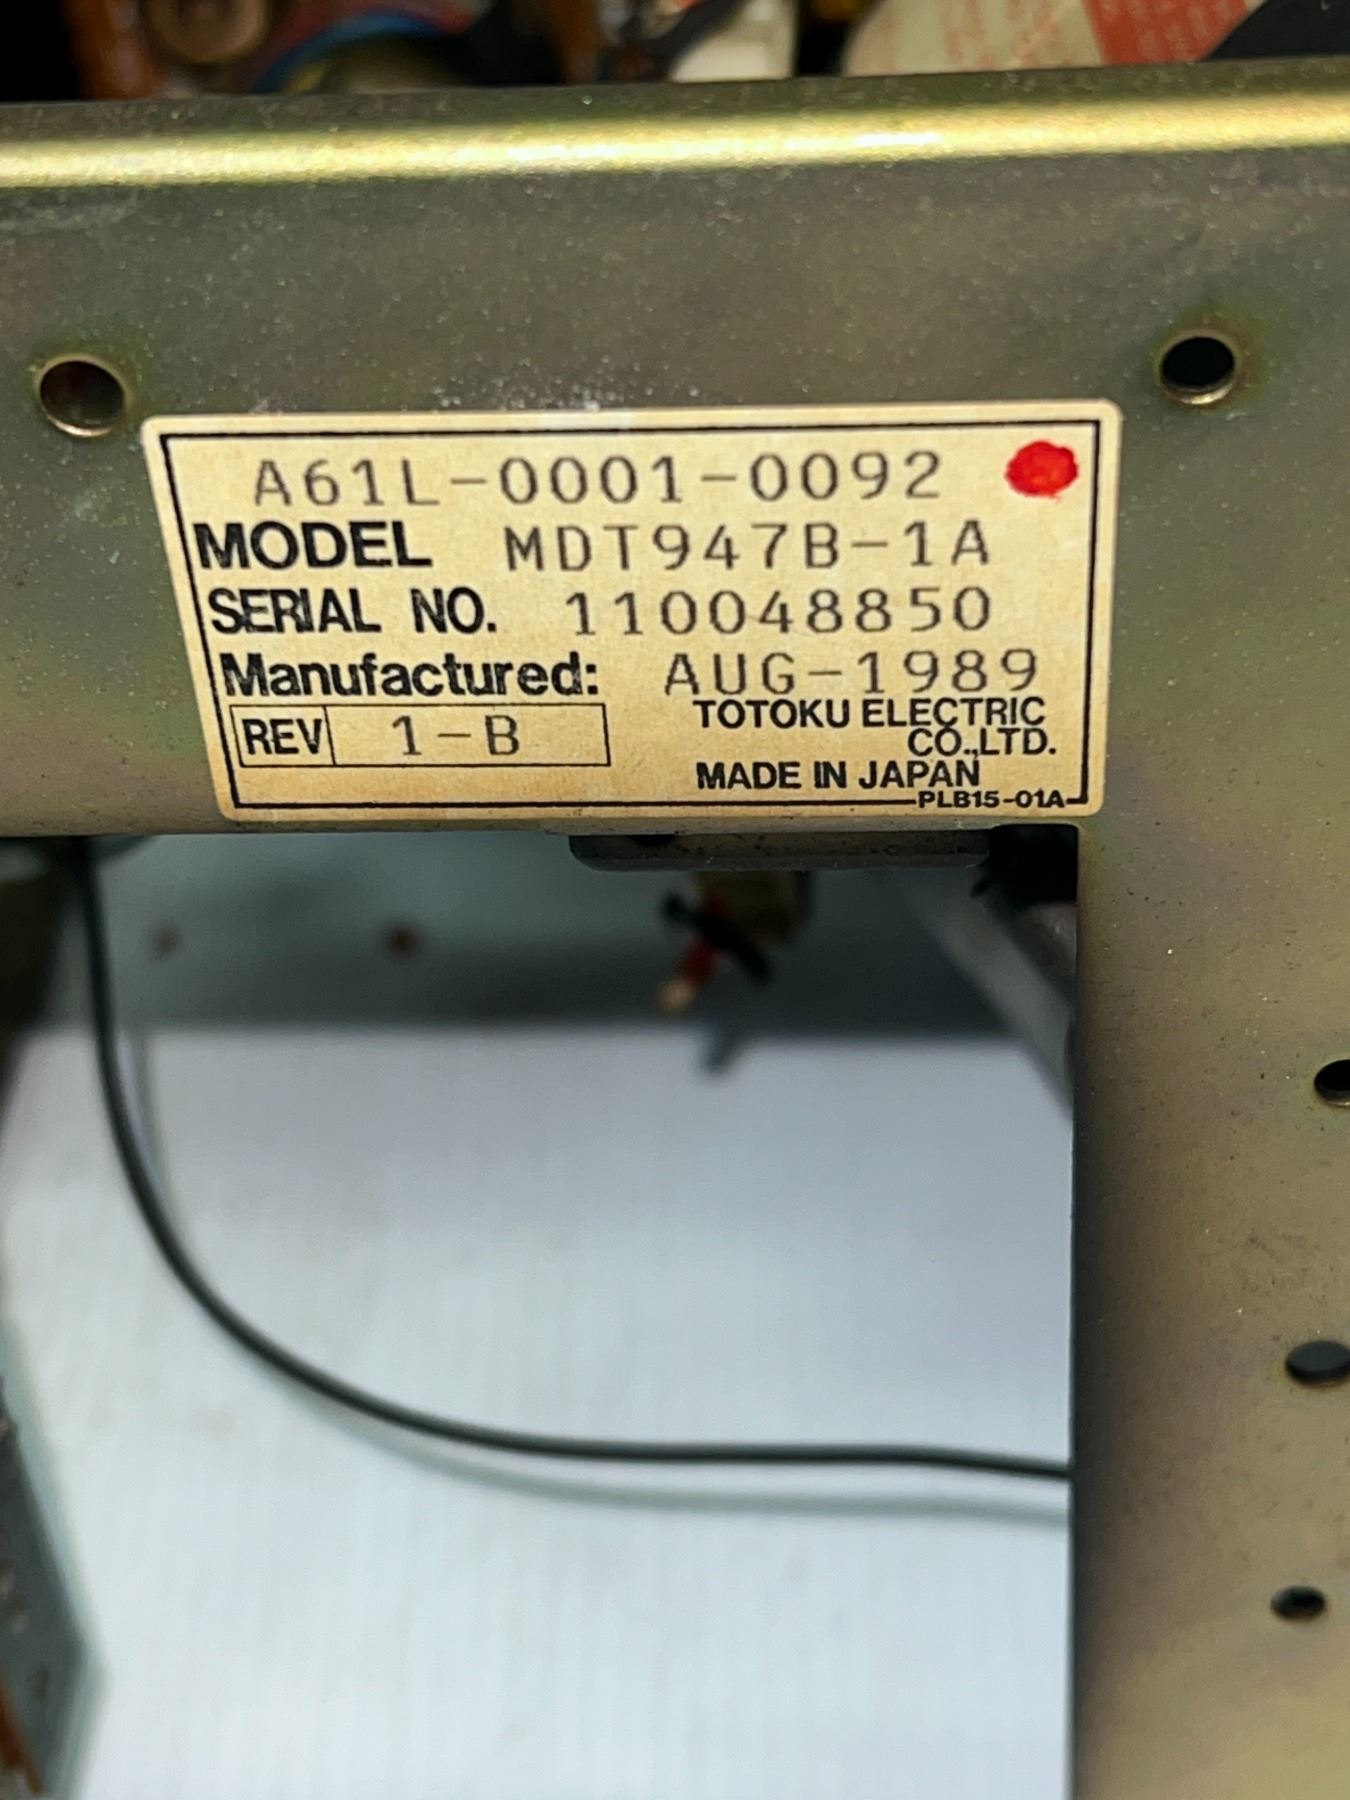 A61L-0001-0092
MODEL MDT947B-1A
SERIAL NO. 110048850
Manufactured: AUG-1989
REV 1-B
TOTOKU ELECTRIC
CO.,LTD.
MADE IN JAPAN
PLB15-01A